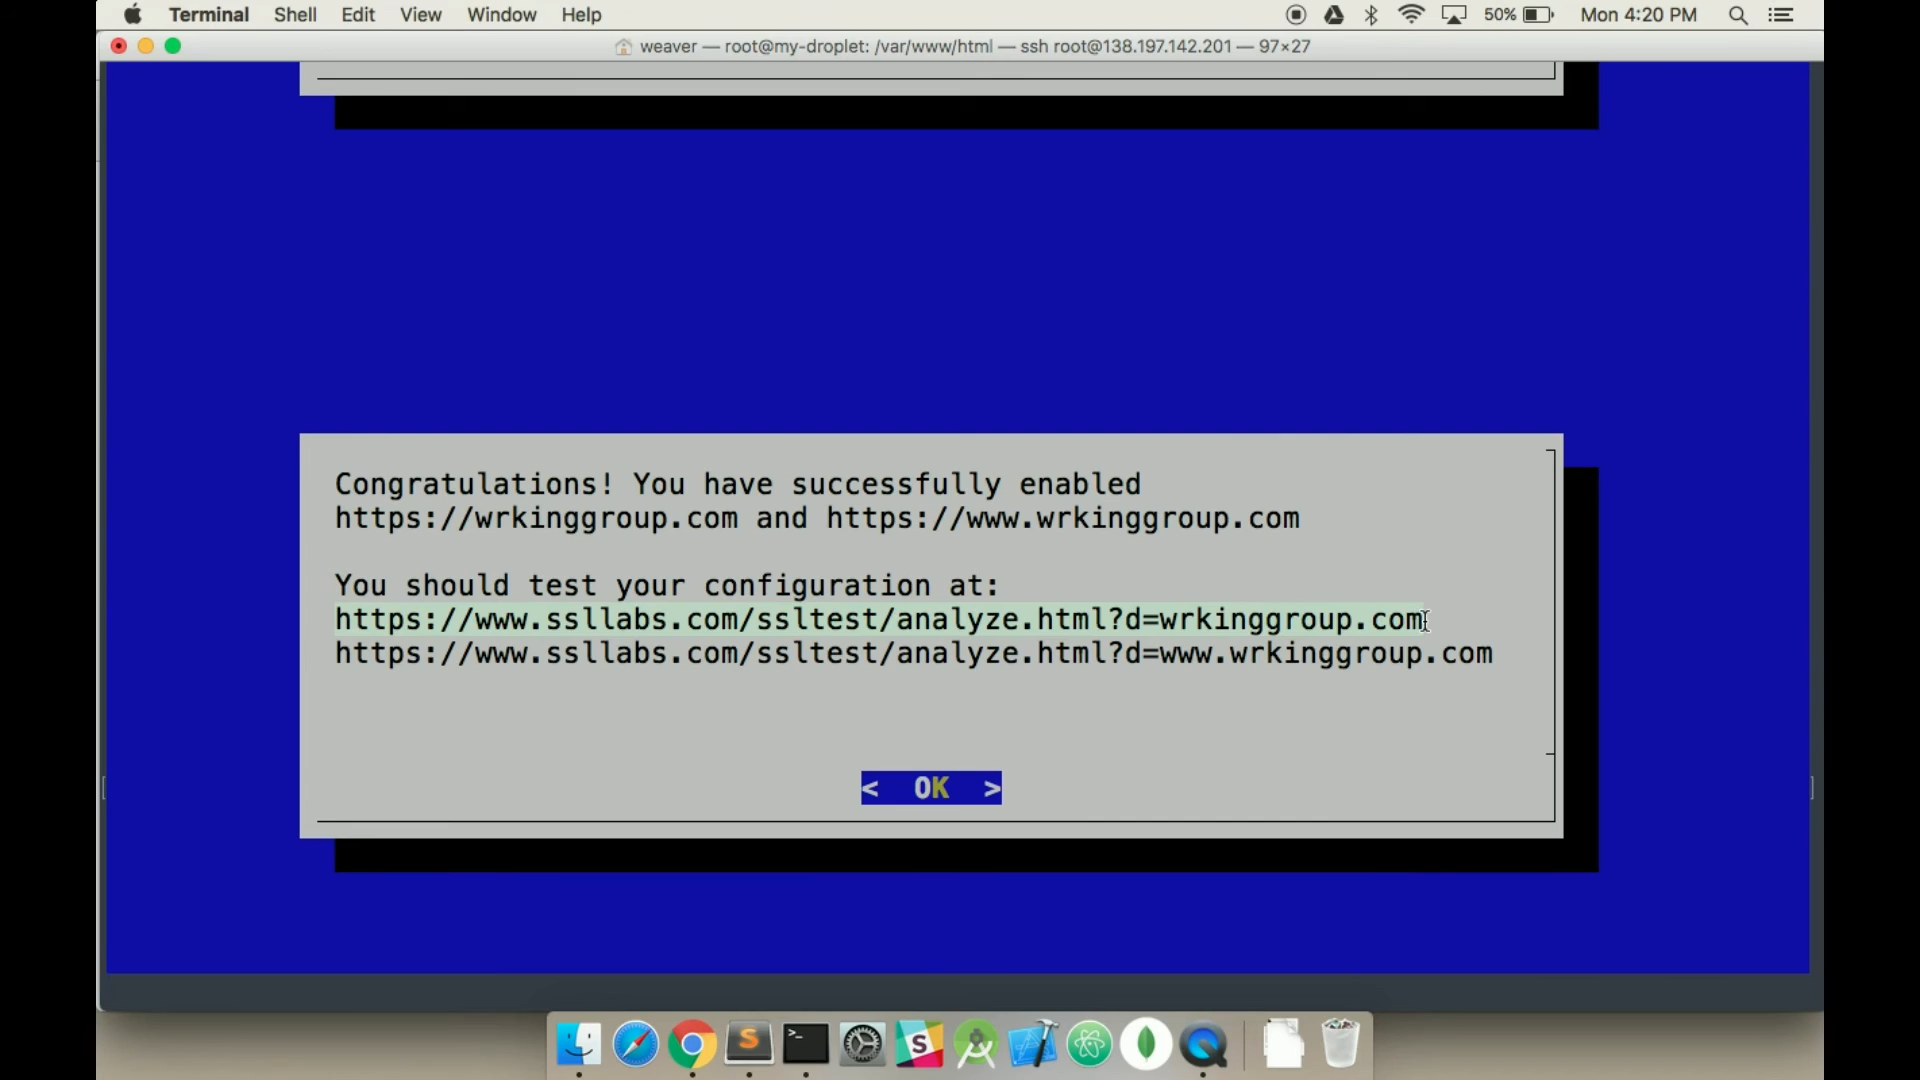 Terminal Shell Edit View Window Help 50% Mon 4:20 PM
weaver — root@my-droplet: /var/www/html — ssh root@138.197.142.201 — 97×27
Congratulations! You have successfully enabled
https://wrkinggroup.com and https://www.wrkinggroup.com
You should test your configuration at:
https://www.ssllabs.com/ssltest/analyze.html?d=wrkinggroup.com
https://www.ssllabs.com/ssltest/analyze.html?d=www.wrkinggroup.com
< OK >